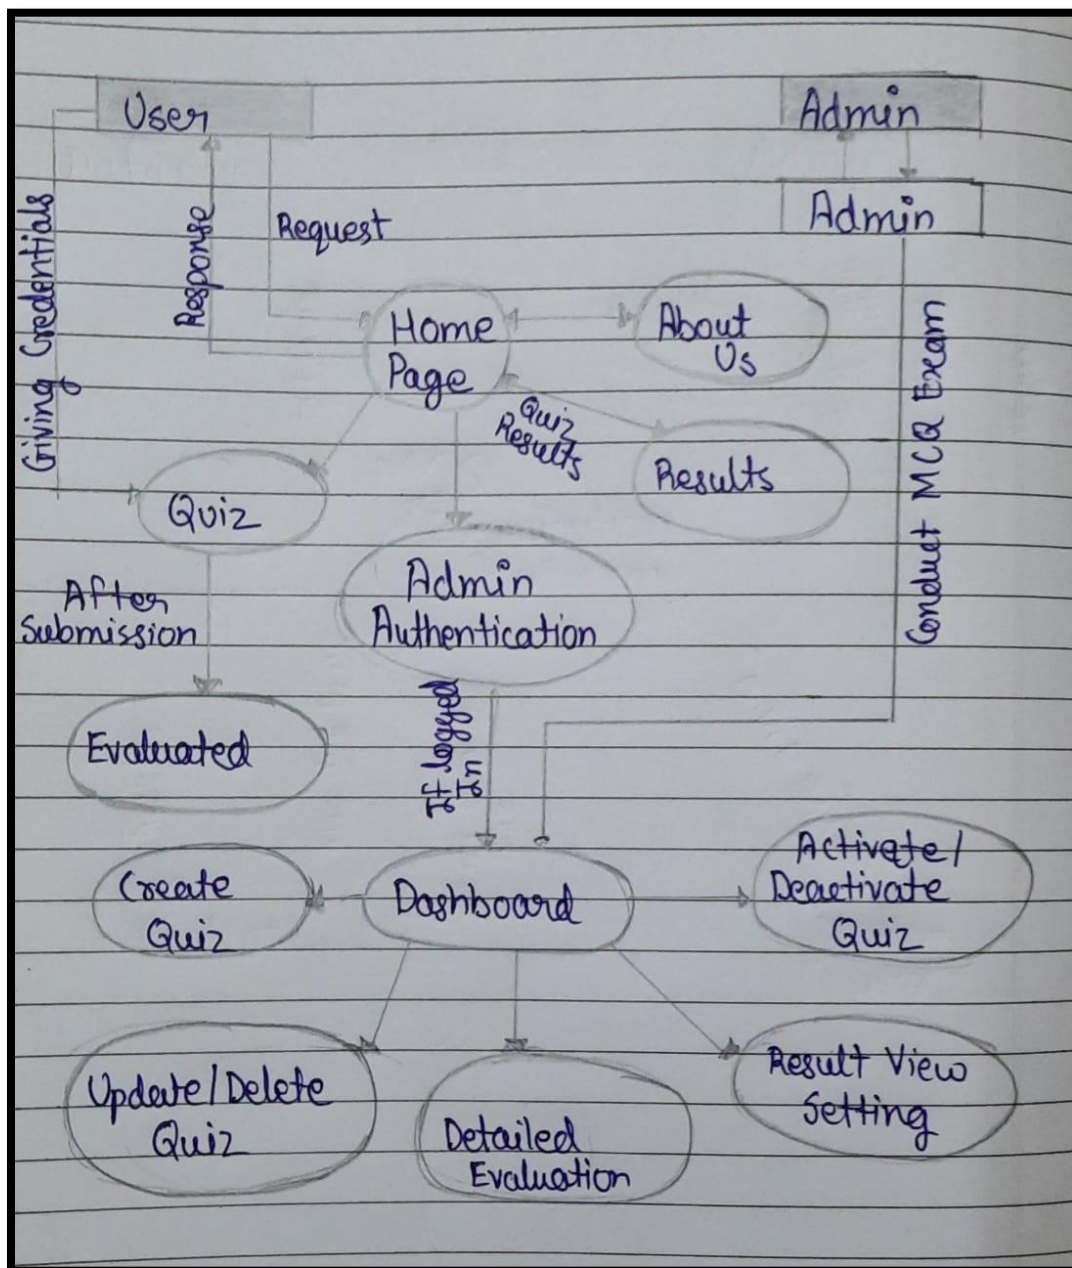 User
Admin
Giving Credentials
Response
Request
Admin
Home
Page
About
Us
Quiz
Results
Results
Conduct MCQ Exam
Quiz
After
Submission
Admin
Authentication
If logged
In
Evaluated
Create
Quiz
Dashboard
Activate/
Deactivate
Quiz
Update/Delete
Quiz
Detailed
Evaluation
Result View
Setting